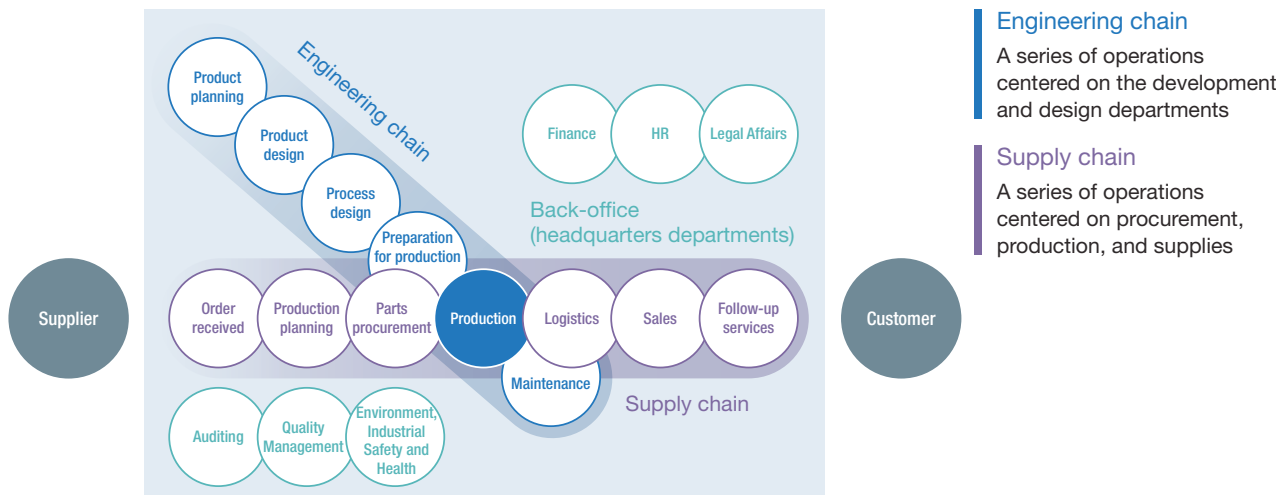 Product
planning
Product
design
Process
design
Preparation
for production
Engineering chain
Finance
HR
Legal Affairs
Back-office
(headquarters departments)
Supplier
Order
received
Production
planning
Parts
procurement
Production
Logistics
Sales
Follow-up
services
Customer
Maintenance
Supply chain
Auditing
Quality
Management
Environment,
Industrial
Safety and
Health
Engineering chain
A series of operations
centered on the development
and design departments
Supply chain
A series of operations
centered on procurement,
production, and supplies